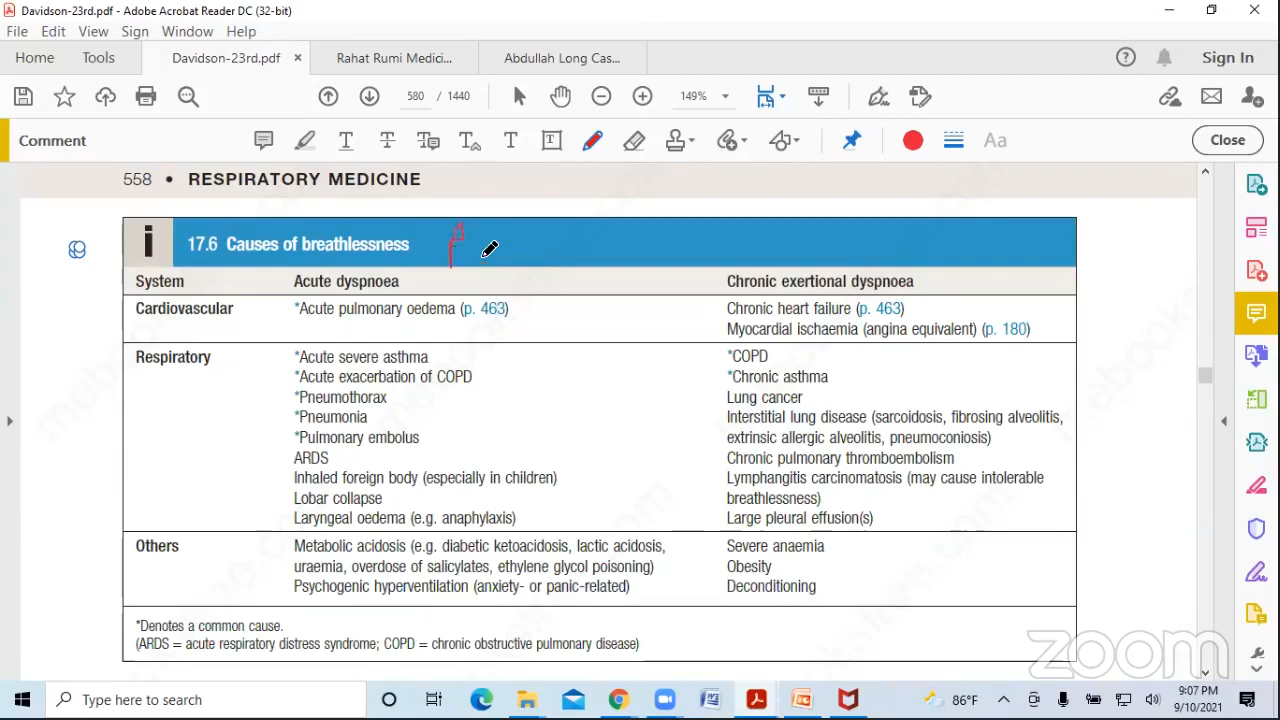 Davidson-23rd.pdf - Adobe Acrobat Reader DC (32-bit)
File Edit View Sign Window Help
Home Tools Davidson-23rd.pdf Rahat Rumi Medici... Abdullah Long Cas... Sign In
580 / 1440 149%
Comment Aa Close
558 • RESPIRATORY MEDICINE
i 17.6 Causes of breathlessness
System Acute dyspnoea Chronic exertional dyspnoea
Cardiovascular *Acute pulmonary oedema (p. 463) Chronic heart failure (p. 463)
Myocardial ischaemia (angina equivalent) (p. 180)
Respiratory *Acute severe asthma *COPD
*Acute exacerbation of COPD *Chronic asthma
*Pneumothorax Lung cancer
*Pneumonia Interstitial lung disease (sarcoidosis, fibrosing alveolitis,
*Pulmonary embolus extrinsic allergic alveolitis, pneumoconiosis)
ARDS Chronic pulmonary thromboembolism
Inhaled foreign body (especially in children) Lymphangitis carcinomatosis (may cause intolerable
Lobar collapse breathlessness)
Laryngeal oedema (e.g. anaphylaxis) Large pleural effusion(s)
Others Metabolic acidosis (e.g. diabetic ketoacidosis, lactic acidosis, Severe anaemia
uraemia, overdose of salicylates, ethylene glycol poisoning) Obesity
Psychogenic hyperventilation (anxiety- or panic-related) Deconditioning
*Denotes a common cause.
(ARDS = acute respiratory distress syndrome; COPD = chronic obstructive pulmonary disease)
zoom
Type here to search 86°F 9:07 PM
9/10/2021